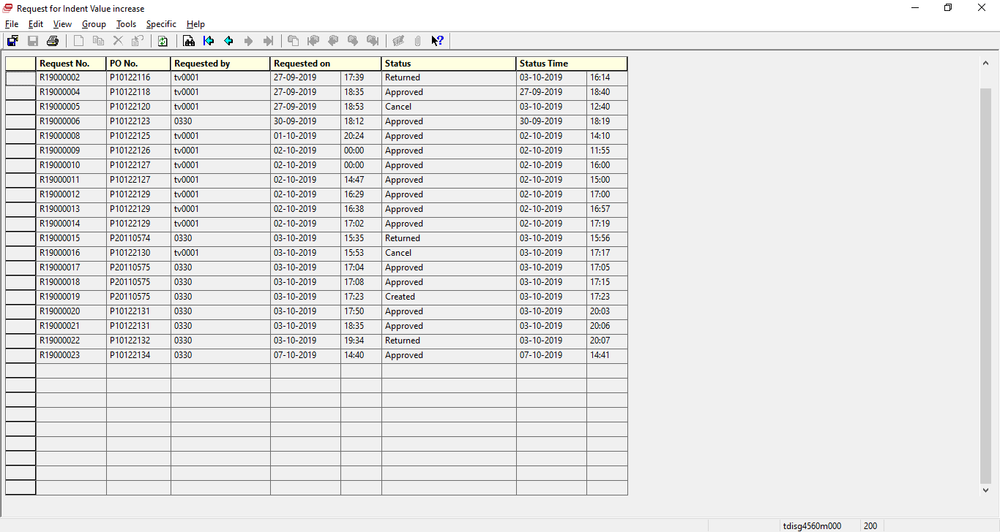 Request for Indent Value increase
File Edit View Group Tools Specific Help
Request No. PO No. Requested by Requested on Status Status Time
R19000002 P10122116 tv0001 27-09-2019 17:39 Returned 03-10-2019 16:14
R19000004 P10122118 tv0001 27-09-2019 18:35 Approved 27-09-2019 18:40
R19000005 P10122120 tv0001 27-09-2019 18:53 Cancel 03-10-2019 12:40
R19000006 P10122123 0330 30-09-2019 18:12 Approved 30-09-2019 18:19
R19000008 P10122125 tv0001 01-10-2019 20:24 Approved 02-10-2019 14:10
R19000009 P10122126 tv0001 02-10-2019 00:00 Approved 02-10-2019 11:55
R19000010 P10122127 tv0001 02-10-2019 00:00 Approved 02-10-2019 16:00
R19000011 P10122127 tv0001 02-10-2019 14:47 Approved 02-10-2019 15:00
R19000012 P10122129 tv0001 02-10-2019 16:29 Approved 02-10-2019 17:00
R19000013 P10122129 tv0001 02-10-2019 16:38 Approved 02-10-2019 16:57
R19000014 P10122129 tv0001 02-10-2019 17:02 Approved 02-10-2019 17:19
R19000015 P20110574 0330 03-10-2019 15:35 Returned 03-10-2019 15:56
R19000016 P10122130 tv0001 03-10-2019 15:53 Cancel 03-10-2019 17:17
R19000017 P20110575 0330 03-10-2019 17:04 Approved 03-10-2019 17:05
R19000018 P20110575 0330 03-10-2019 17:08 Approved 03-10-2019 17:15
R19000019 P20110575 0330 03-10-2019 17:23 Created 03-10-2019 17:23
R19000020 P10122131 0330 03-10-2019 17:50 Approved 03-10-2019 20:03
R19000021 P10122131 0330 03-10-2019 18:35 Approved 03-10-2019 20:06
R19000022 P10122132 0330 03-10-2019 19:34 Returned 03-10-2019 20:07
R19000023 P10122134 0330 07-10-2019 14:40 Approved 07-10-2019 14:41
tdisg4560m000 200